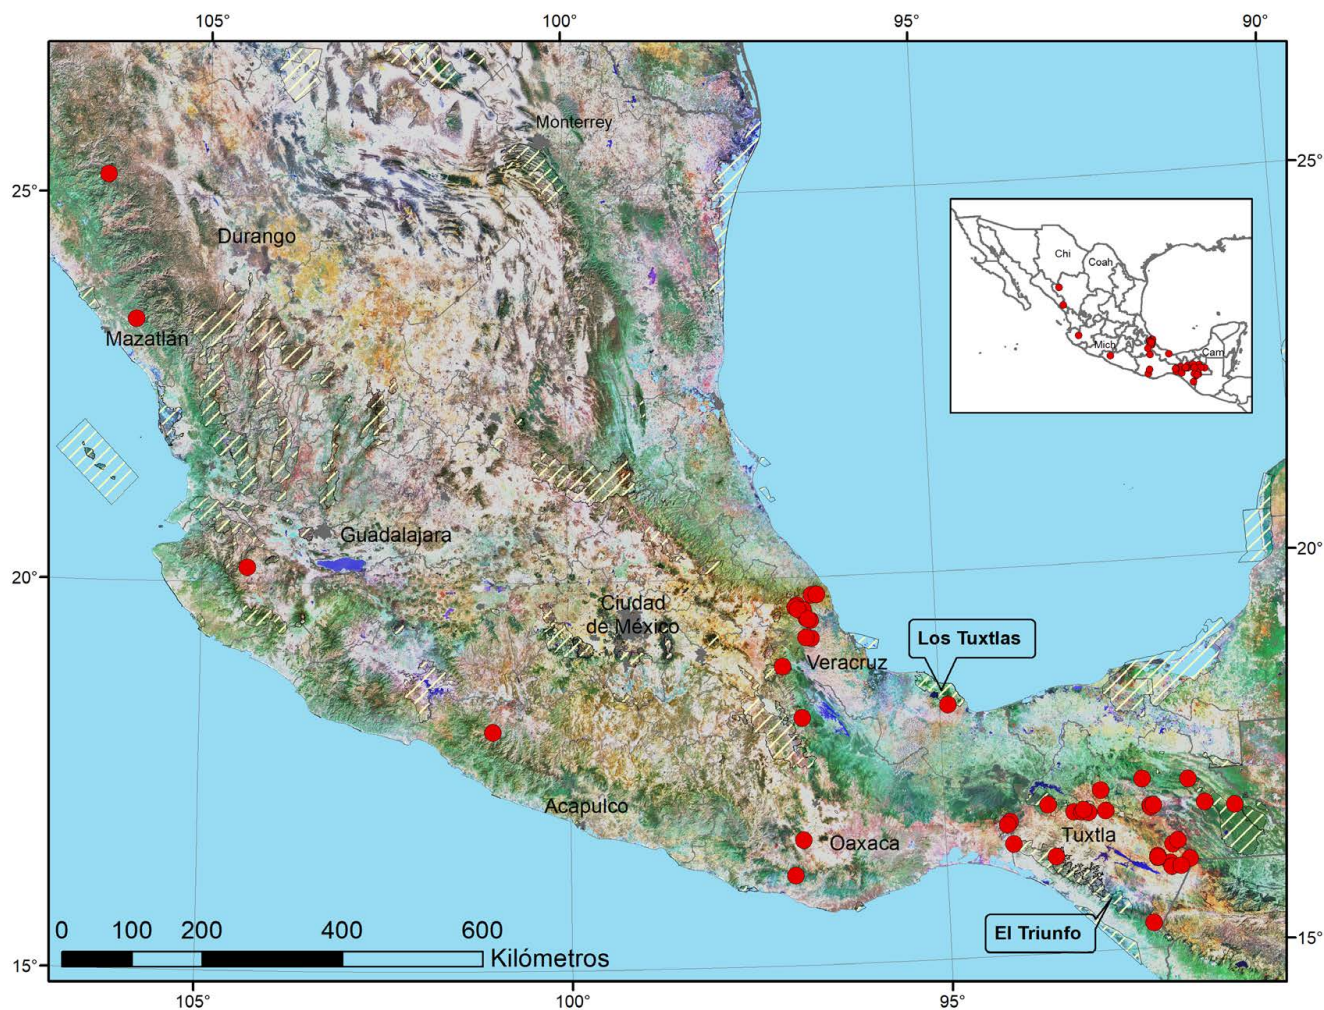 105°
100°
95°
90°
Monterrey
25°
25°
Durango
Chi
Coah
Mich
Cam
Mazatlán
Guadalajara
20°
20°
Ciudad
de México
Los Tuxtlas
Veracruz
Acapulco
Tuxtla
Oaxaca
El Triunfo
0 100 200 400 600
Kilómetros
15°
15°
105°
100°
95°